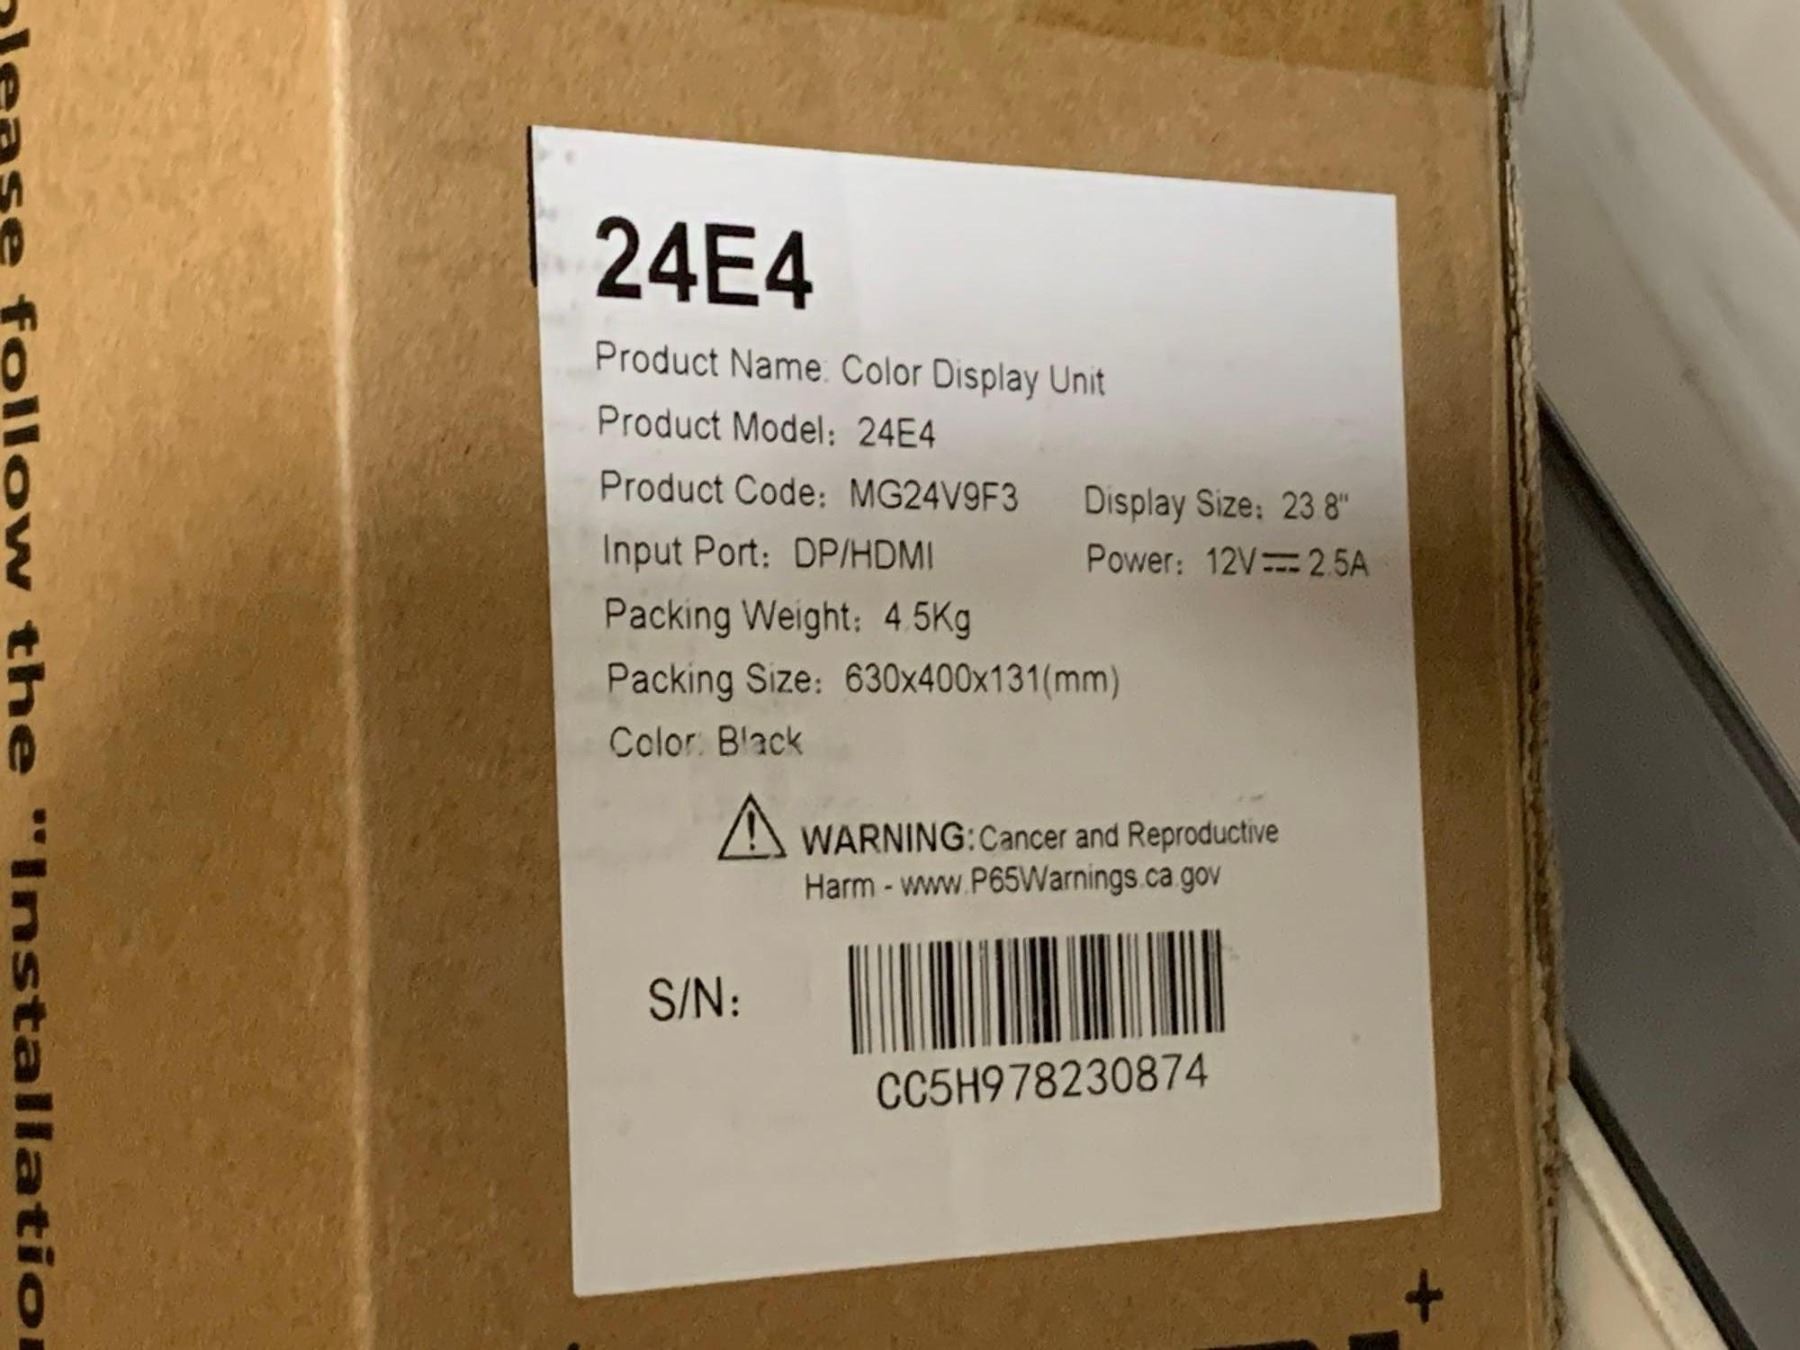 please follow the "Installation
24E4
Product Name: Color Display Unit
Product Model: 24E4
Product Code: MG24V9F3 Display Size: 23.8"
Input Port: DP/HDMI Power: 12V⎓2.5A
Packing Weight: 4.5Kg
Packing Size: 630x400x131(mm)
Color: Black
⚠ WARNING: Cancer and Reproductive
Harm - www.P65Warnings.ca.gov
S/N:
CC5H978230874
+